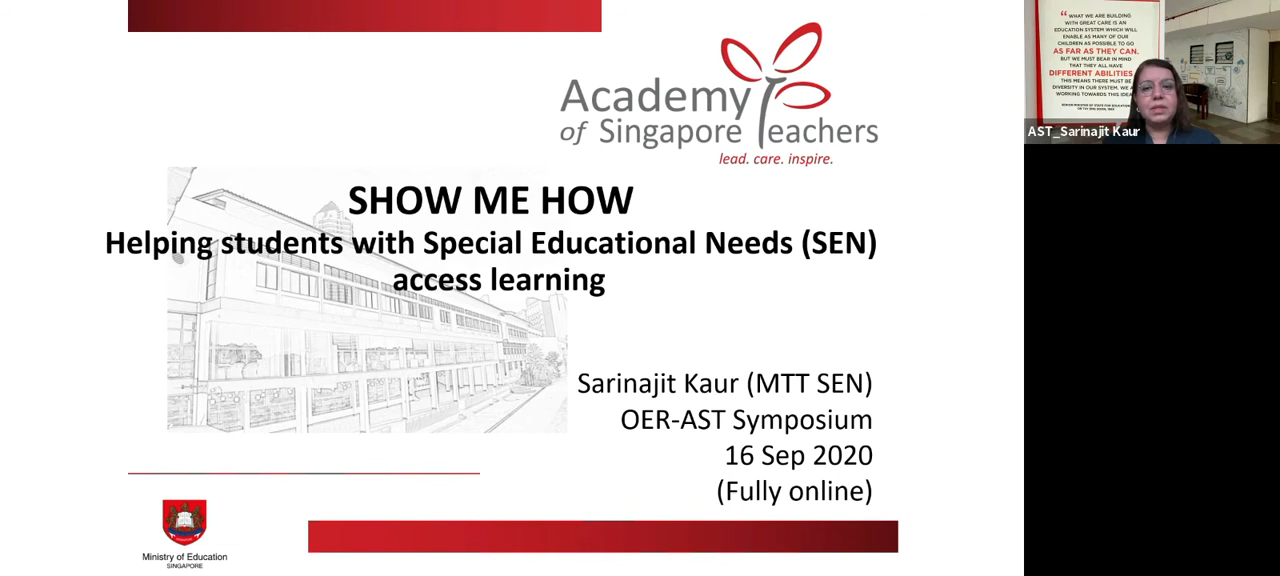 Academy
of Singapore Teachers
lead. care. inspire.
SHOW ME HOW
Helping students with Special Educational Needs (SEN)
access learning
Sarinajit Kaur (MTT SEN)
OER-AST Symposium
16 Sep 2020
(Fully online)
Ministry of Education
SINGAPORE
“ WHAT WE ARE BUILDING
WITH GREAT CARE IS AN
EDUCATION SYSTEM WHICH WILL
ENABLE AS MANY OF OUR
CHILDREN AS POSSIBLE TO GO
AS FAR AS THEY CAN.
BUT WE MUST BEAR IN MIND
THAT THEY ALL HAVE
DIFFERENT ABILITIES
THIS MEANS THERE MUST BE
DIVERSITY IN OUR SYSTEM. WE
WORKING TOWARDS THIS
AST_Sarinajit Kaur